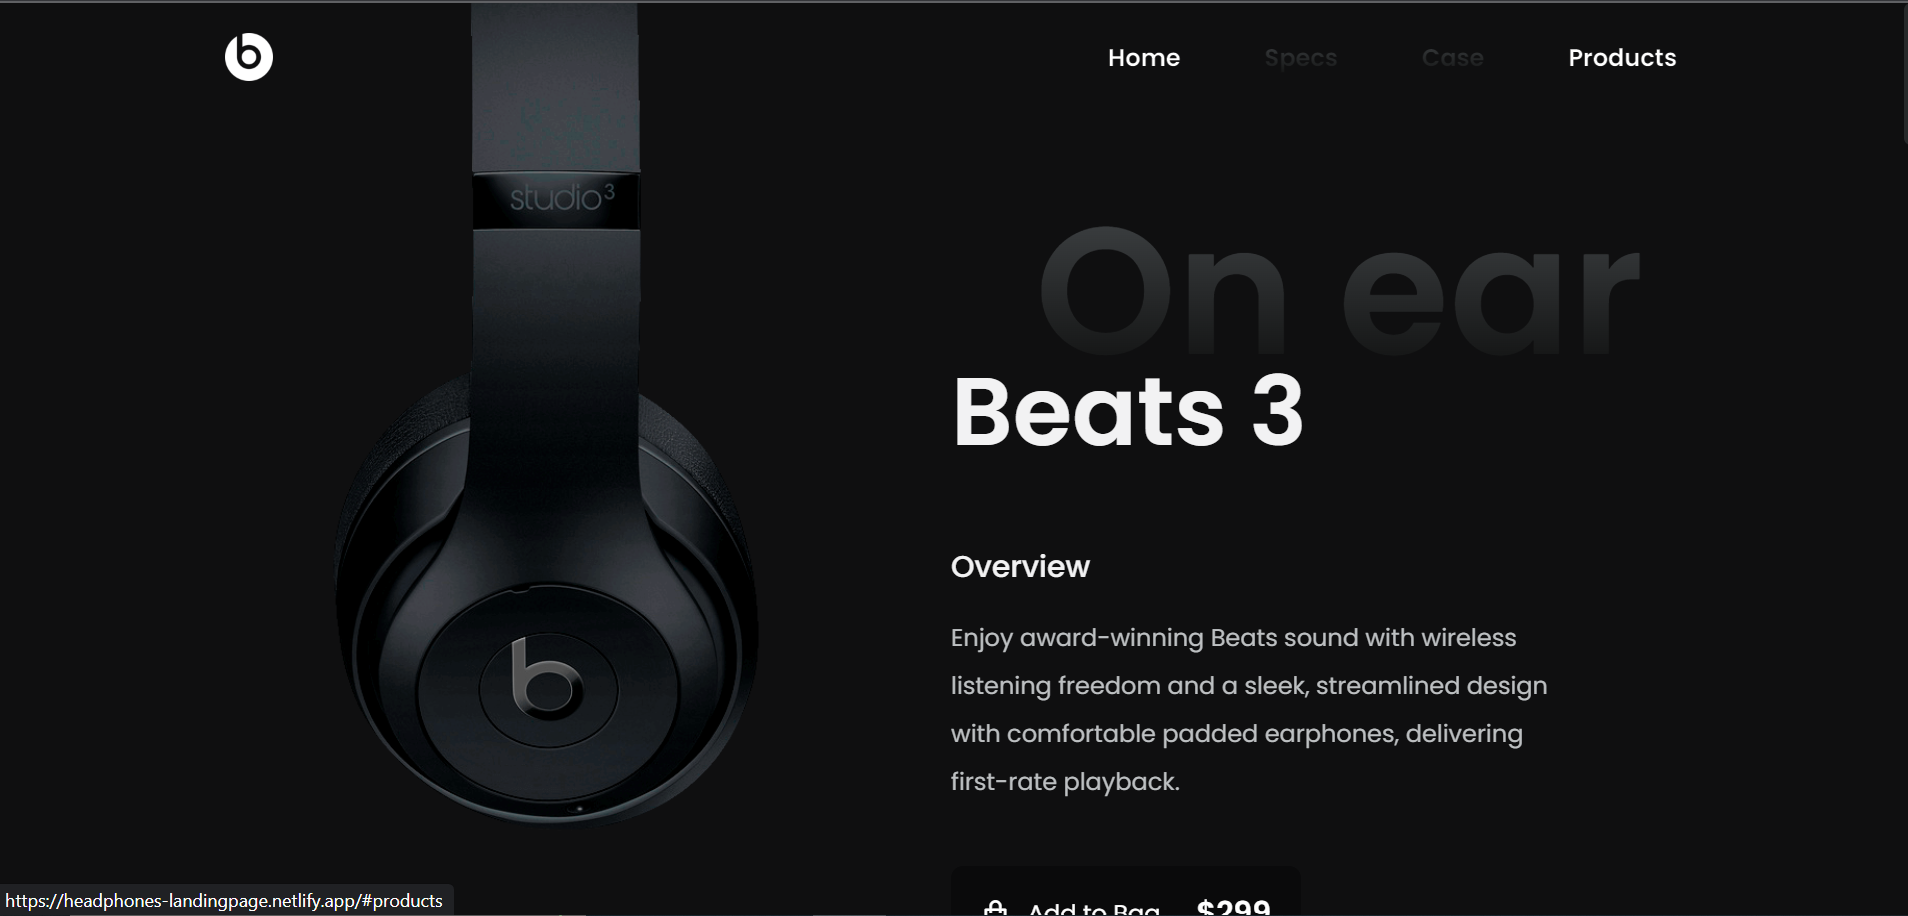 Home Specs Case Products
studio3
On ear
Beats 3
Overview
Enjoy award-winning Beats sound with wireless
listening freedom and a sleek, streamlined design
with comfortable padded earphones, delivering
first-rate playback.
Add to Bag $299
https://headphones-landingpage.netlify.app/#products